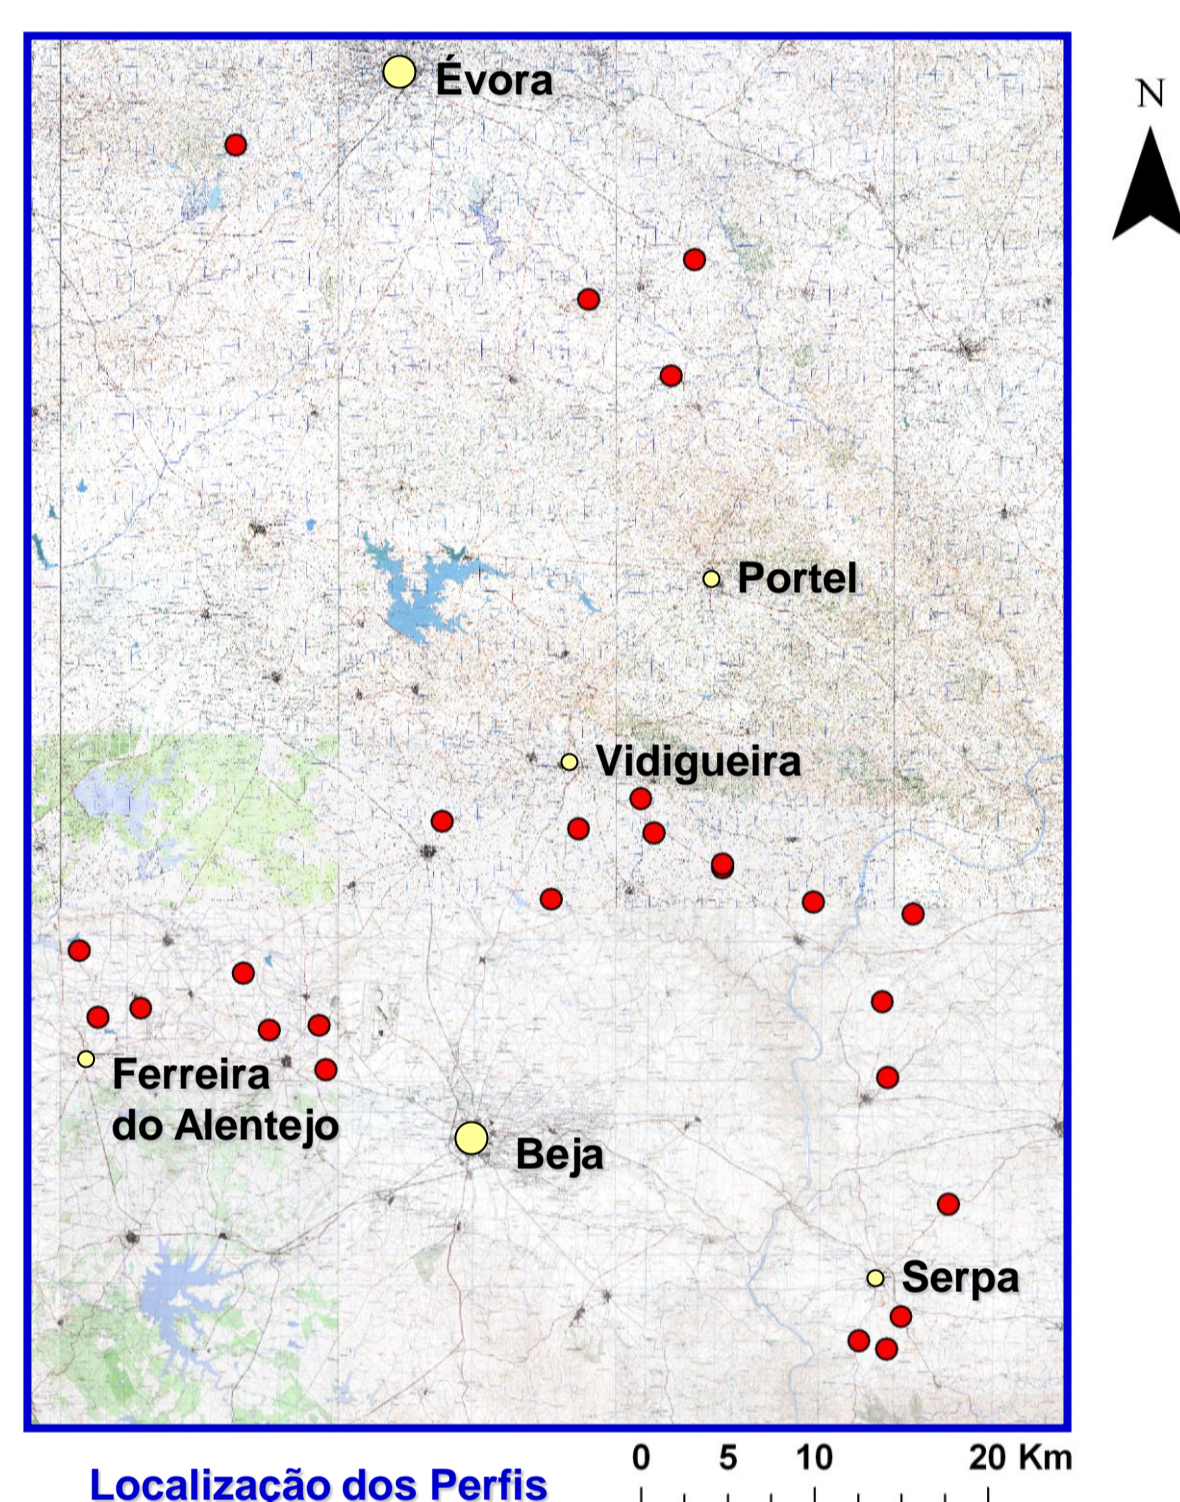 Évora
N
Portel
Vidigueira
Ferreira
do Alentejo
Beja
Serpa
0 5 10 20 Km
Localização dos Perfis